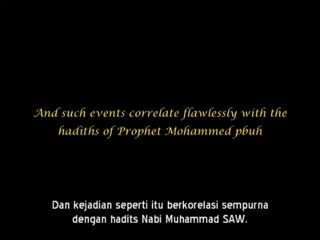 And such events correlate flawlessly with the
hadiths of Prophet Mohammed pbuh
Dan kejadian seperti itu berkorelasi sempurna
dengan hadits Nabi Muhammad SAW.